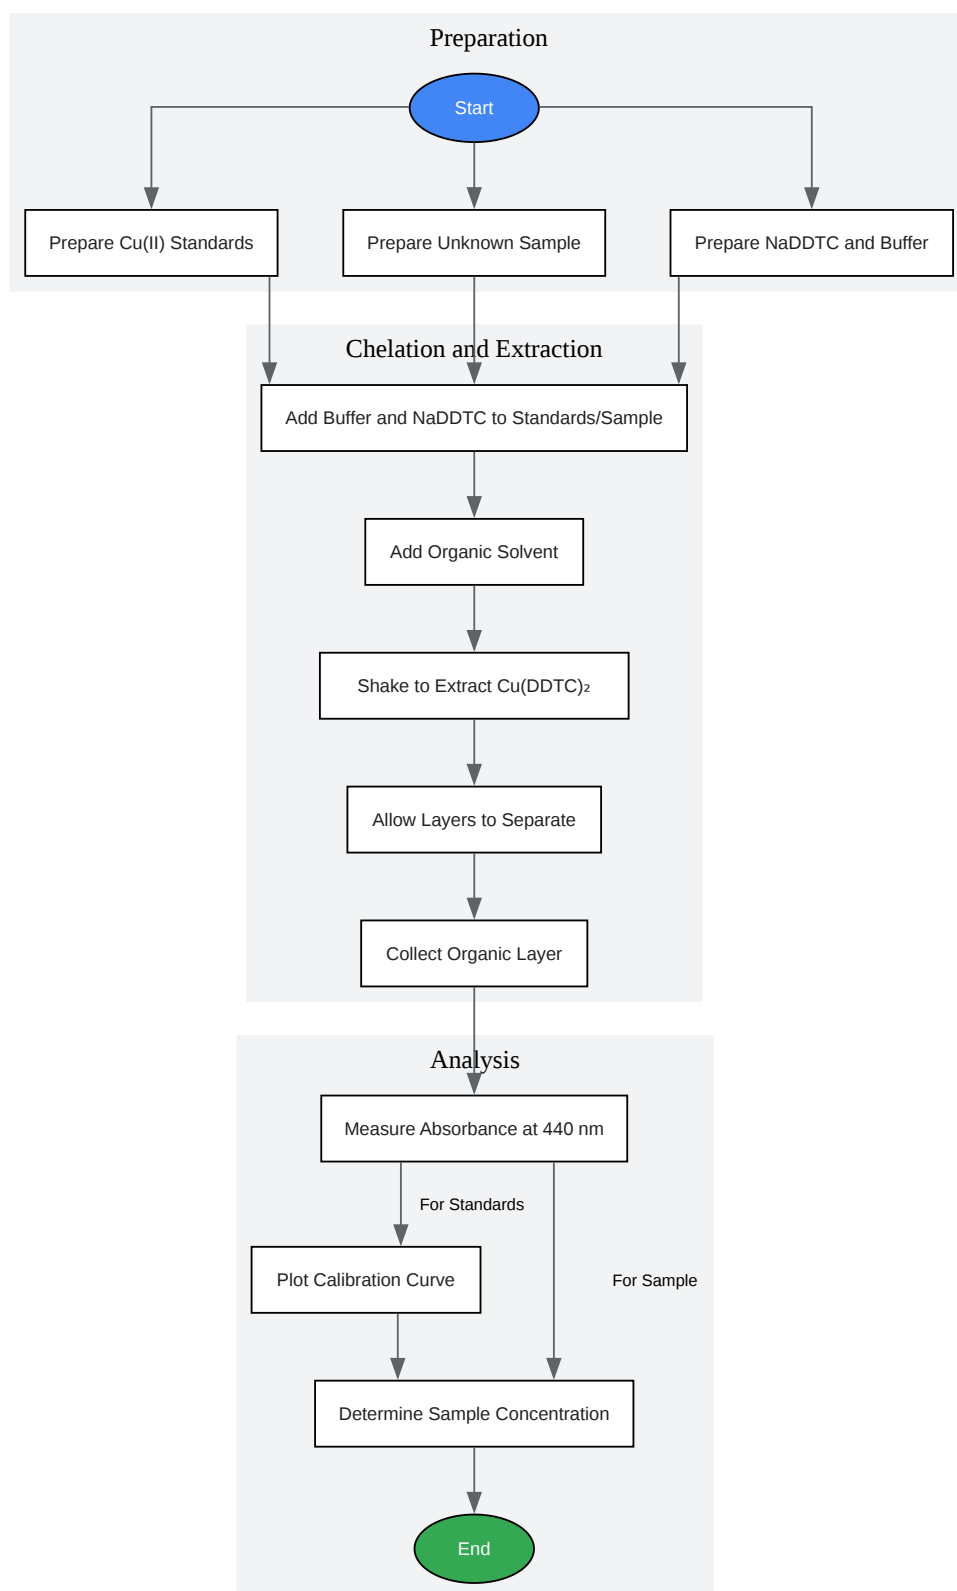 Preparation
Start
Prepare Cu(II) Standards
Prepare Unknown Sample
Prepare NaDDTC and Buffer
Chelation and Extraction
Add Buffer and NaDDTC to Standards/Sample
Add Organic Solvent
Shake to Extract Cu(DDTC)₂
Allow Layers to Separate
Collect Organic Layer
Analysis
Measure Absorbance at 440 nm
For Standards
Plot Calibration Curve
For Sample
Determine Sample Concentration
End